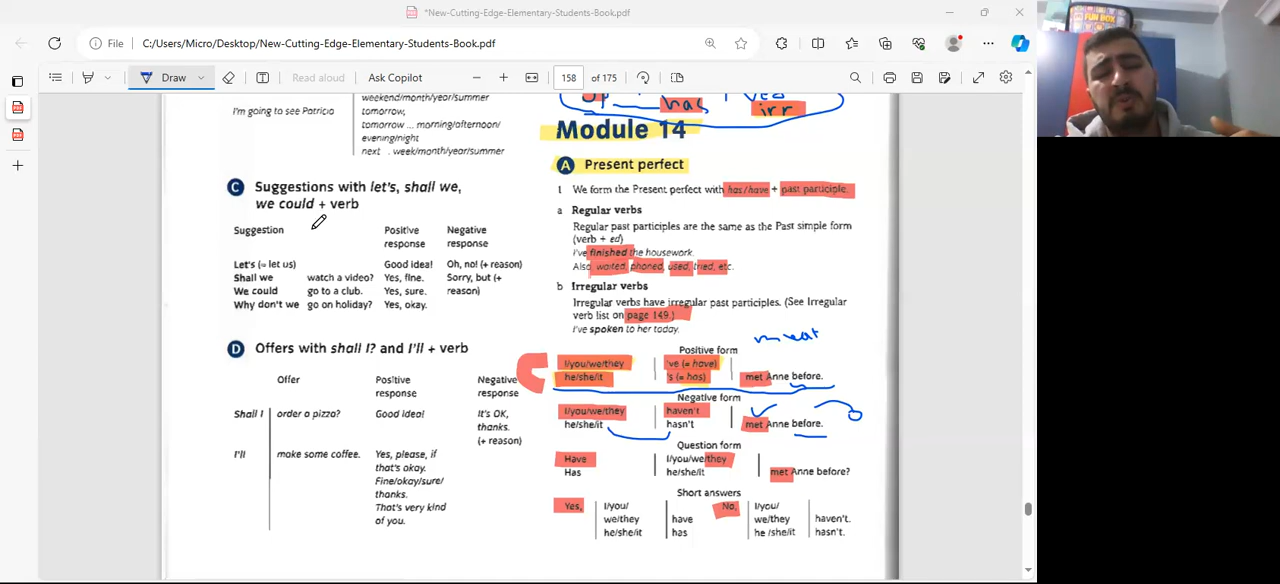 *New-Cutting-Edge-Elementary-Students-Book.pdf
File C:/Users/Micro/Desktop/New-Cutting-Edge-Elementary-Students-Book.pdf
Draw Read aloud Ask Copilot 158 of 175
FUN BOX
weekend/month/year/summer
I'm going to see Patricia tomorrow,
tomorrow ... morning/afternoon/
evening/night
next . week/month/year/summer
C Suggestions with let's, shall we,
we could + verb
Suggestion Positive response Negative response
Let's (= let us) Good idea! Oh, no! (+ reason)
Shall we watch a video? Yes, fine. Sorry, but (+
We could go to a club. Yes, sure. reason)
Why don't we go on holiday? Yes, okay.
D Offers with shall I? and I'll + verb
Offer Positive response Negative response
Shall I order a pizza? Good idea! It's OK,
thanks.
(+ reason)
I'll make some coffee. Yes, please, if
that's okay.
Fine/okay/sure/
thanks.
That's very kind
of you.
has
irr
Module 14
A Present perfect
1 We form the Present perfect with has/have + past participle.
a Regular verbs
Regular past participles are the same as the Past simple form
(verb + ed)
I've finished the housework.
Also waited, phoned, used, tried, etc.
b Irregular verbs
Irregular verbs have irregular past participles. (See Irregular
verb list on page 149.)
I've spoken to her today.
Positive form
I/you/we/they 've (= have)
he/she/it 's (= has) met Anne before.
Negative form
I/you/we/they haven't
he/she/it hasn't met Anne before.
Question form
Have I/you/we/they
Has he/she/it met Anne before?
Short answers
Yes, I/you/ No, I/you/
we/they have we/they haven't.
he/she/it has he/she/it hasn't.